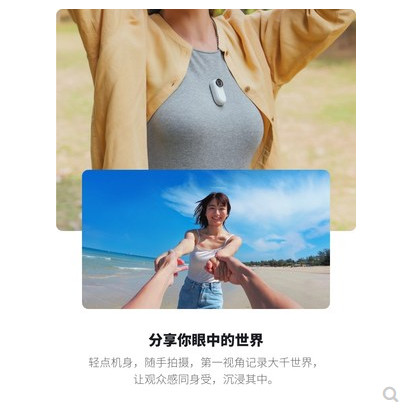 分享你眼中的世界
轻点机身，随手拍摄，第一视角记录大千世界，
让观众感同身受，沉浸其中。